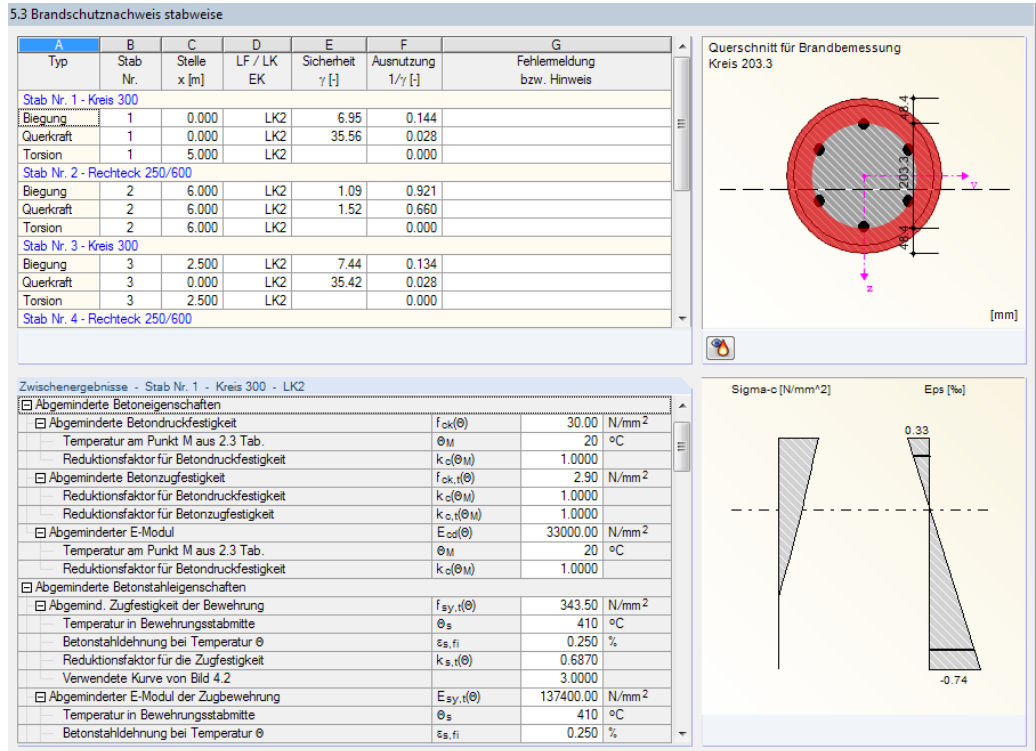 5.3 Brandschutznachweis stabweise
A B C D E F G
Typ Stab Stelle LF / LK Sicherheit Ausnutzung Fehlermeldung
Nr. x [m] EK γ [-] 1/γ [-] bzw. Hinweis
Stab Nr. 1 - Kreis 300
Biegung 1 0.000 LK2 6.95 0.144
Querkraft 1 0.000 LK2 35.56 0.028
Torsion 1 5.000 LK2 0.000
Stab Nr. 2 - Rechteck 250/600
Biegung 2 6.000 LK2 1.09 0.921
Querkraft 2 6.000 LK2 1.52 0.660
Torsion 2 6.000 LK2 0.000
Stab Nr. 3 - Kreis 300
Biegung 3 2.500 LK2 7.44 0.134
Querkraft 3 0.000 LK2 35.42 0.028
Torsion 3 2.500 LK2 0.000
Stab Nr. 4 - Rechteck 250/600
Querschnitt für Brandbemessung
Kreis 203.3
48.4
203.3
48.4
y
z
[mm]
Zwischenergebnisse - Stab Nr. 1 - Kreis 300 - LK2
Abgeminderte Betoneigenschaften
Abgeminderte Betondruckfestigkeit fck(Θ) 30.00 N/mm²
Temperatur am Punkt M aus 2.3 Tab. ΘM 20 °C
Reduktionsfaktor für Betondruckfestigkeit kc(ΘM) 1.0000
Abgeminderte Betonzugfestigkeit fck,t(Θ) 2.90 N/mm²
Reduktionsfaktor für Betondruckfestigkeit kc(ΘM) 1.0000
Reduktionsfaktor für Betonzugfestigkeit kc,t(ΘM) 1.0000
Abgeminderter E-Modul Ecd(Θ) 33000.00 N/mm²
Temperatur am Punkt M aus 2.3 Tab. ΘM 20 °C
Reduktionsfaktor für Betondruckfestigkeit kc(ΘM) 1.0000
Abgeminderte Betonstahleigenschaften
Abgemind. Zugfestigkeit der Bewehrung fsy,t(Θ) 343.50 N/mm²
Temperatur in Bewehrungsstabmitte Θs 410 °C
Betonstahldehnung bei Temperatur Θ εs,fi 0.250 %
Reduktionsfaktor für die Zugfestigkeit ks,t(Θ) 0.6870
Verwendete Kurve von Bild 4.2 3.0000
Abgeminderter E-Modul der Zugbewehrung Esy,t(Θ) 137400.00 N/mm²
Temperatur in Bewehrungsstabmitte Θs 410 °C
Betonstahldehnung bei Temperatur Θ εs,fi 0.250 %
Sigma-c [N/mm^2] Eps [‰]
0.33
-0.74